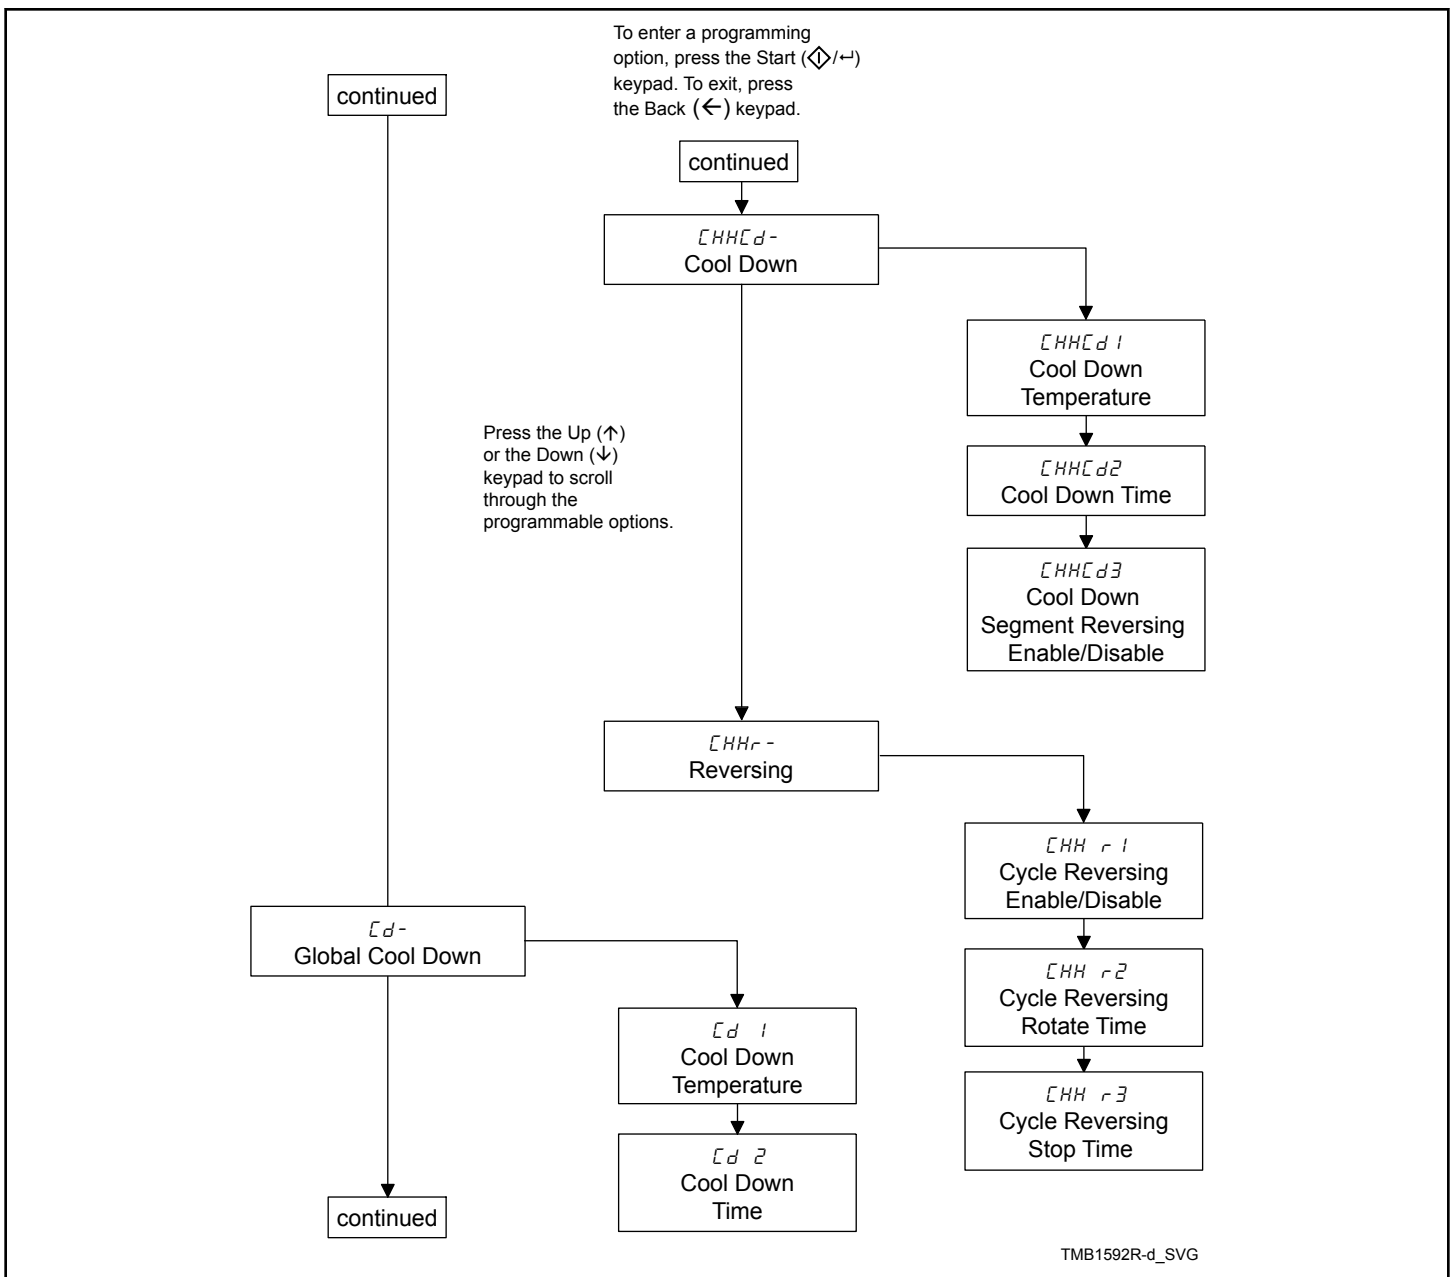 To enter a programming
option, press the Start (/↵)
keypad. To exit, press
the Back (←) keypad.
continued
continued
CHHCd-
Cool Down
CHHCd1
Cool Down
Temperature
CHHCd2
Cool Down Time
CHHCd3
Cool Down
Segment Reversing
Enable/Disable
Press the Up (↑)
or the Down (↓)
keypad to scroll
through the
programmable options.
CHHr-
Reversing
CHH r1
Cycle Reversing
Enable/Disable
CHH r2
Cycle Reversing
Rotate Time
CHH r3
Cycle Reversing
Stop Time
Cd-
Global Cool Down
Cd 1
Cool Down
Temperature
Cd 2
Cool Down
Time
continued
TMB1592R-d_SVG